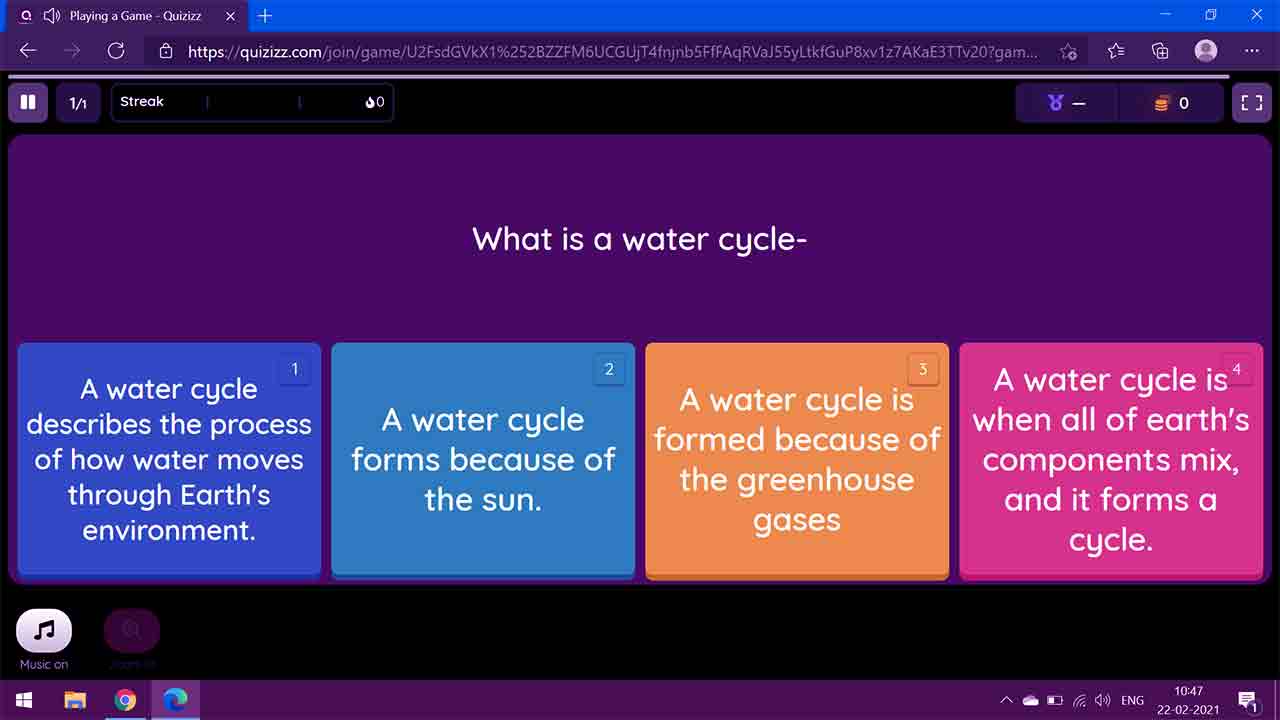 Playing a Game - Quizizz
https://quizizz.com/join/game/U2FsdGVkX1%252BZZFM6UCGUjT4fnjnb5FfFAqRVaJ55yLtkfGuP8xv1z7AKaE3TTv20?gam...
1/1
Streak
0
–
0
What is a water cycle-
1
A water cycle
describes the process
of how water moves
through Earth's
environment.
2
A water cycle
forms because of
the sun.
3
A water cycle is
formed because of
the greenhouse
gases
4
A water cycle is
when all of earth's
components mix,
and it forms a
cycle.
Music on
Zoom in
ENG
10:47
22-02-2021
1